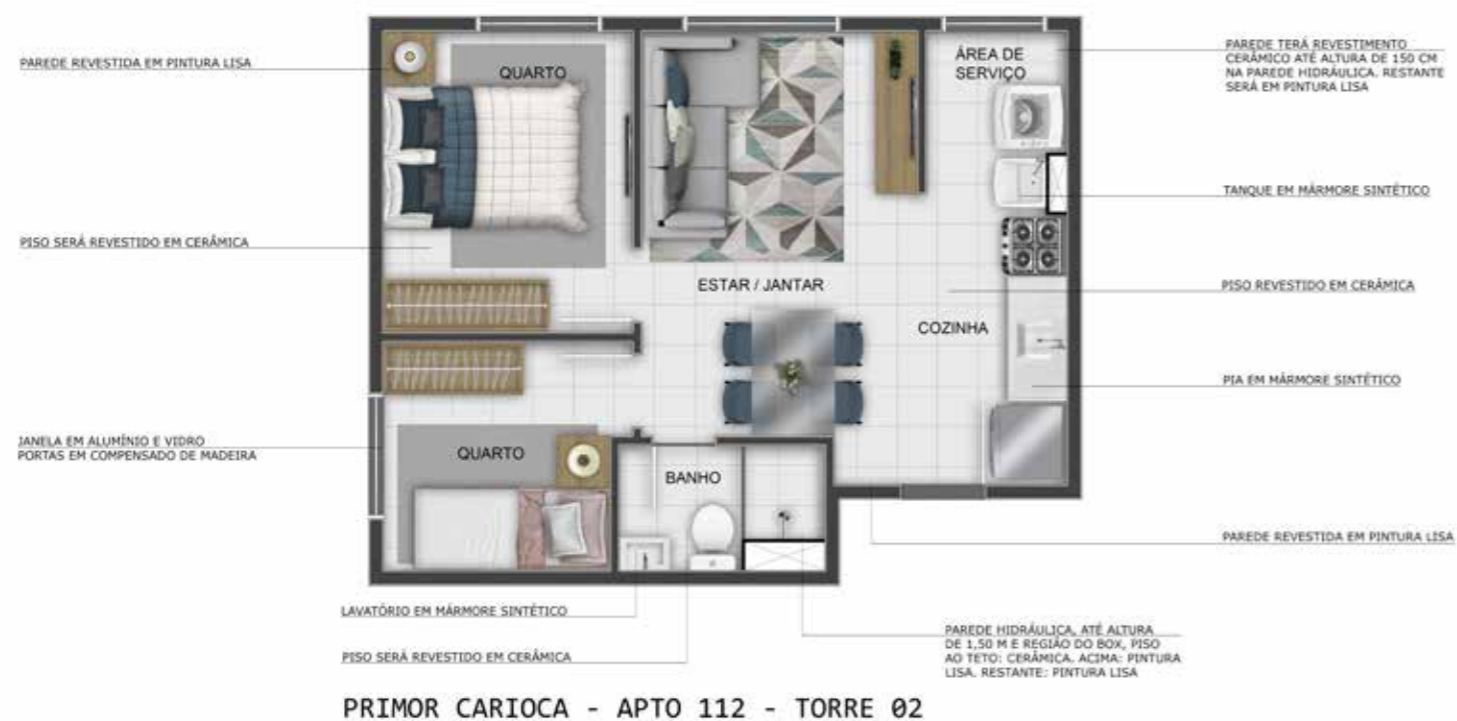 PAREDE REVESTIDA EM PINTURA LISA
PISO SERÁ REVESTIDO EM CERÂMICA
JANELA EM ALUMÍNIO E VIDRO
PORTAS EM COMPENSADO DE MADEIRA
QUARTO
ÁREA DE
SERVIÇO
ESTAR / JANTAR
COZINHA
QUARTO
BANHO
PAREDE TERÁ REVESTIMENTO
CERÂMICO ATÉ ALTURA DE 150 CM
NA PAREDE HIDRÁULICA. RESTANTE
SERÁ EM PINTURA LISA
TANQUE EM MÁRMORE SINTÉTICO
PISO REVESTIDO EM CERÂMICA
PIA EM MÁRMORE SINTÉTICO
PAREDE REVESTIDA EM PINTURA LISA
LAVATÓRIO EM MÁRMORE SINTÉTICO
PISO SERÁ REVESTIDO EM CERÂMICA
PAREDE HIDRÁULICA, ATÉ ALTURA
DE 1,50 M E REGIÃO DO BOX, PISO
AO TETO: CERÂMICA. ACIMA: PINTURA
LISA. RESTANTE: PINTURA LISA
PRIMOR CARIOCA - APTO 112 - TORRE 02